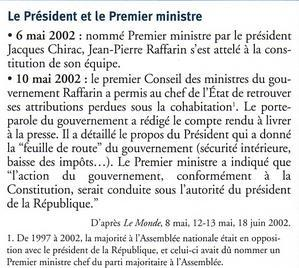 Le Président et le Premier ministre
• 6 mai 2002 : nommé Premier ministre par le président
Jacques Chirac, Jean-Pierre Raffarin s'est attelé à la cons-
titution de son équipe.
• 10 mai 2002 : le premier Conseil des ministres du gou-
vernement Raffarin a permis au chef de l'État de retrouver
ses attributions perdues sous la cohabitation¹. Le porte-
parole du gouvernement a rédigé le compte rendu à livrer
à la presse. Il a détaillé le propos du Président qui a donné
la "feuille de route" du gouvernement (sécurité intérieure,
baisse des impôts…). Le Premier ministre a indiqué que
"l'action du gouvernement, conformément à la
Constitution, serait conduite sous l'autorité du président
de la République."
D'après Le Monde, 8 mai, 12-13 mai, 18 juin 2002.
1. De 1997 à 2002, la majorité à l'Assemblée nationale était en oppo-
sition avec le président de la République, et celui-ci avait dû nommer un
Premier ministre chef du parti majoritaire à l'Assemblée.